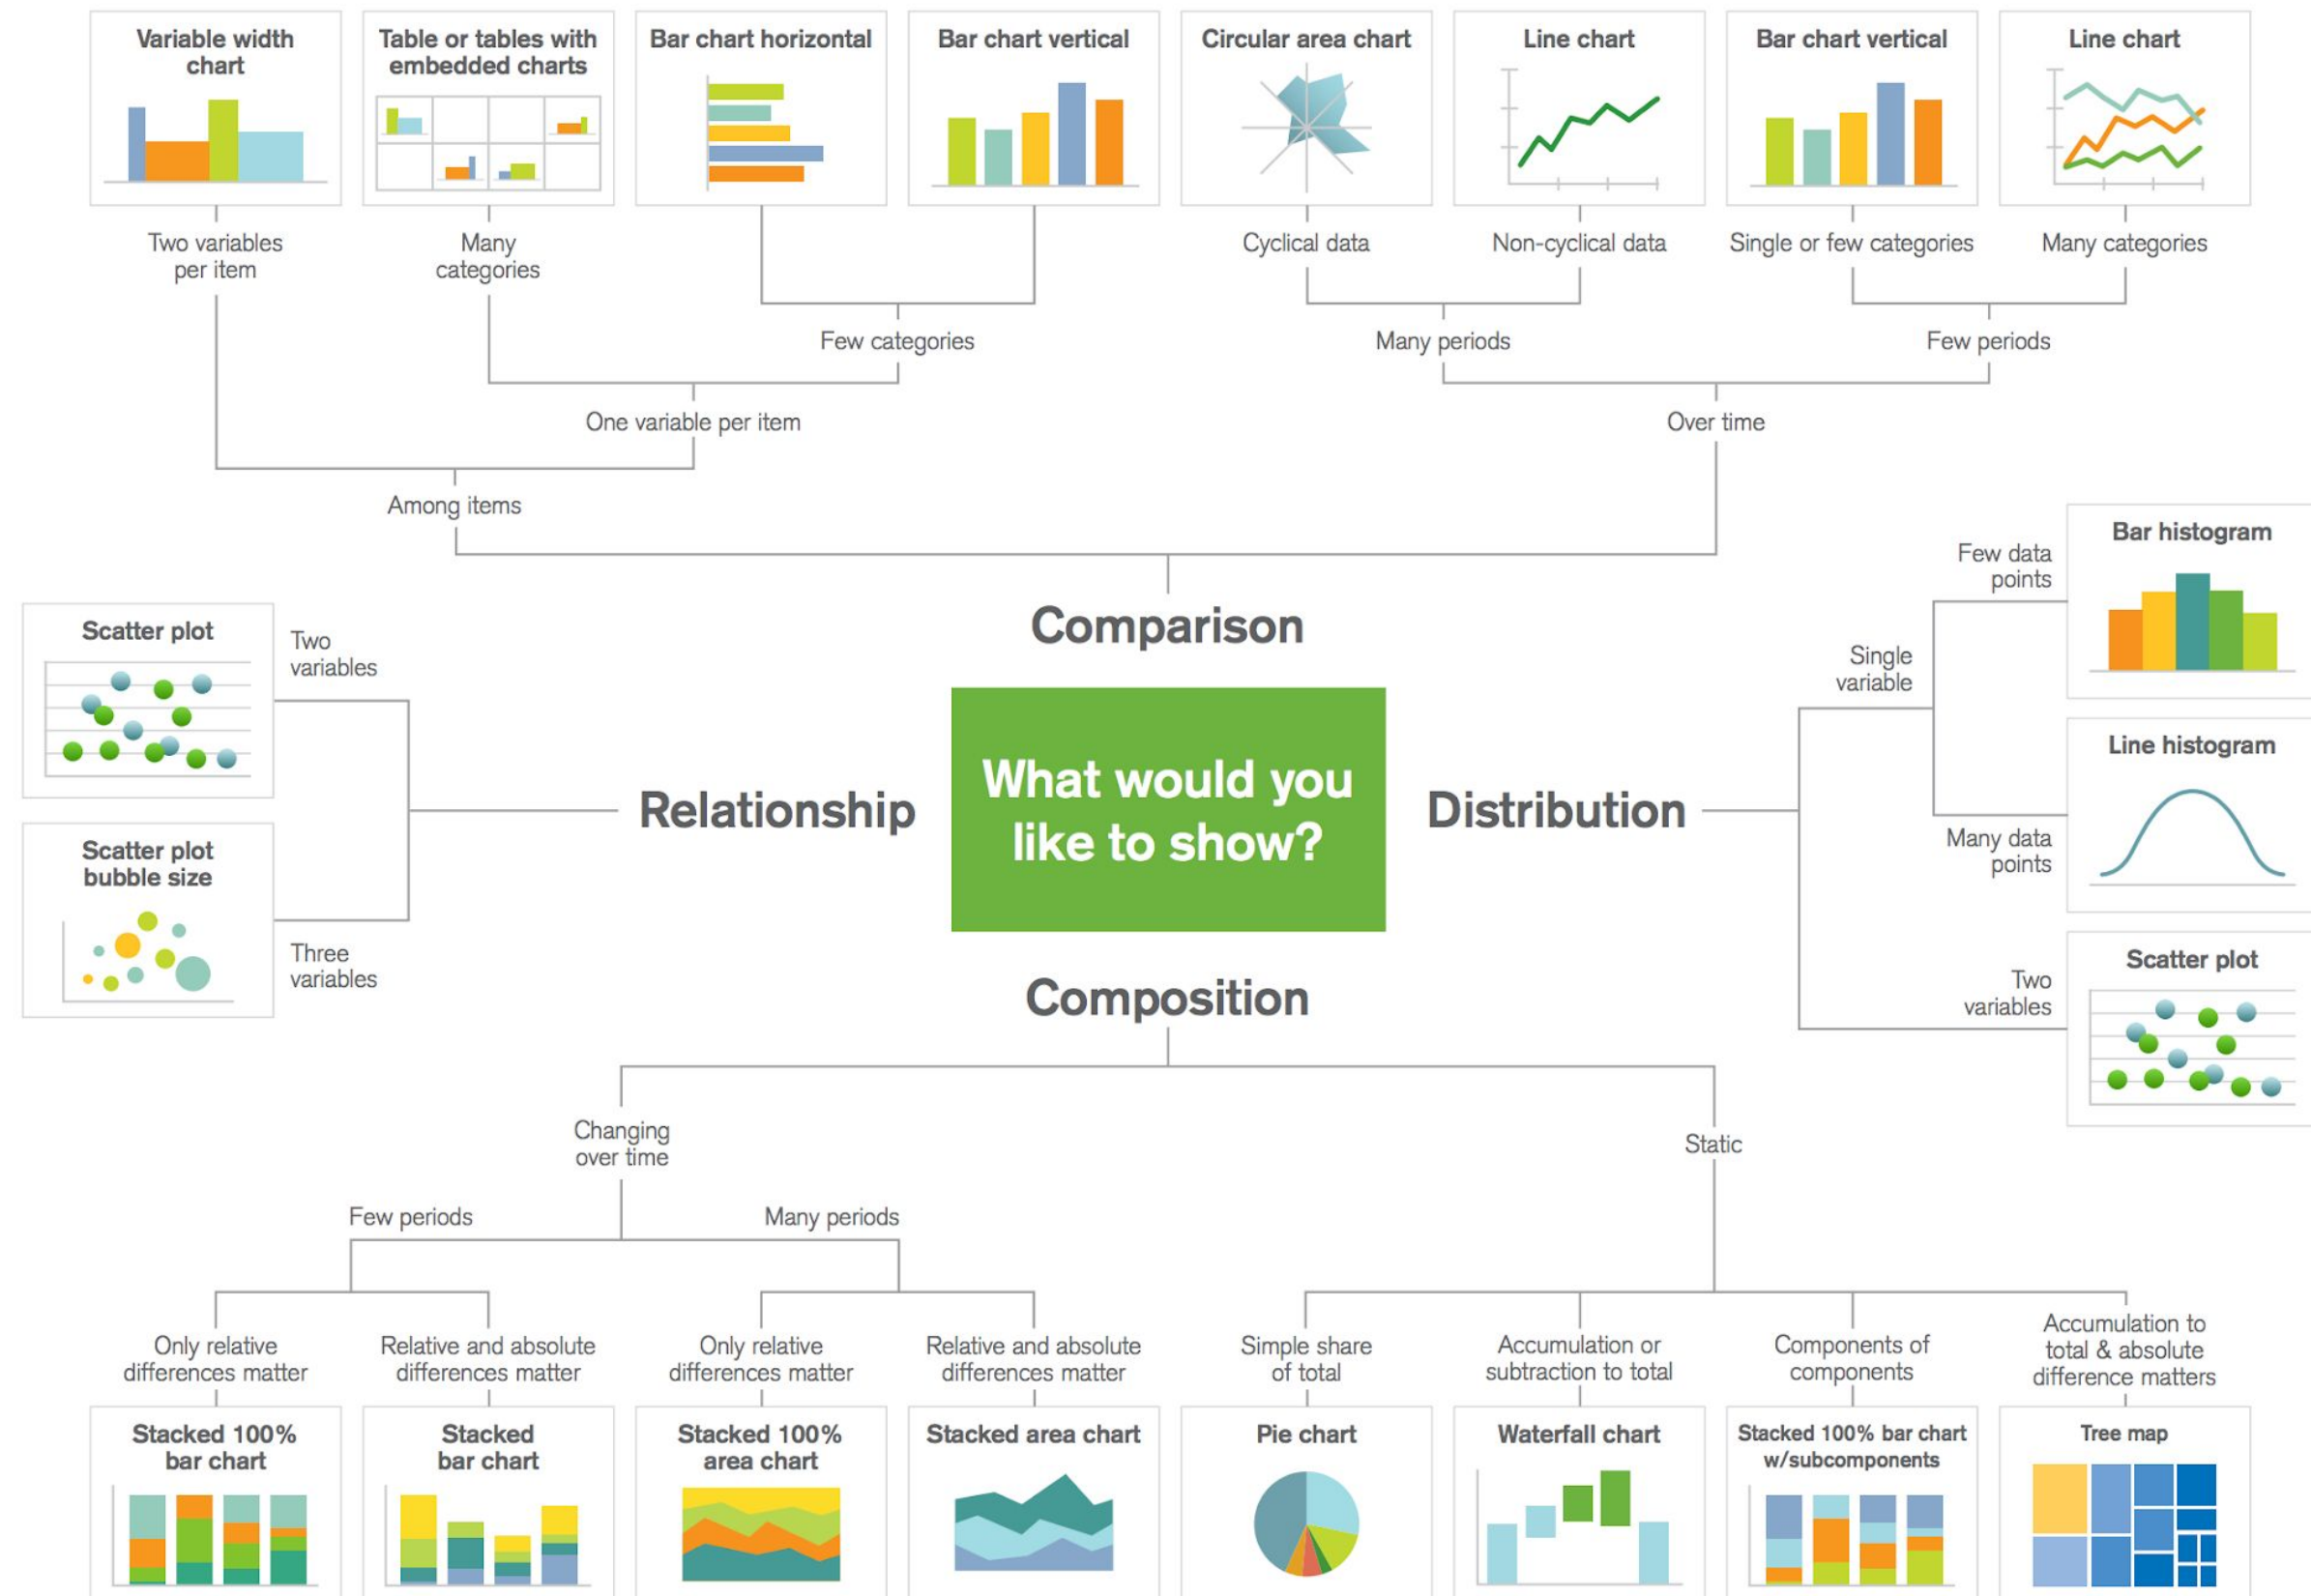 Variable width
chart
Table or tables with
embedded charts
Bar chart horizontal
Bar chart vertical
Circular area chart
Line chart
Bar chart vertical
Line chart
Two variables
per item
Many
categories
Cyclical data
Non-cyclical data
Single or few categories
Many categories
Few categories
Many periods
Few periods
One variable per item
Over time
Among items
Comparison
Scatter plot
Two
variables
Scatter plot
bubble size
Three
variables
Relationship
What would you
like to show?
Distribution
Single
variable
Few data
points
Bar histogram
Many data
points
Line histogram
Two
variables
Scatter plot
Composition
Changing
over time
Static
Few periods
Many periods
Only relative
differences matter
Relative and absolute
differences matter
Only relative
differences matter
Relative and absolute
differences matter
Simple share
of total
Accumulation or
subtraction to total
Components of
components
Accumulation to
total & absolute
difference matters
Stacked 100%
bar chart
Stacked
bar chart
Stacked 100%
area chart
Stacked area chart
Pie chart
Waterfall chart
Stacked 100% bar chart
w/subcomponents
Tree map